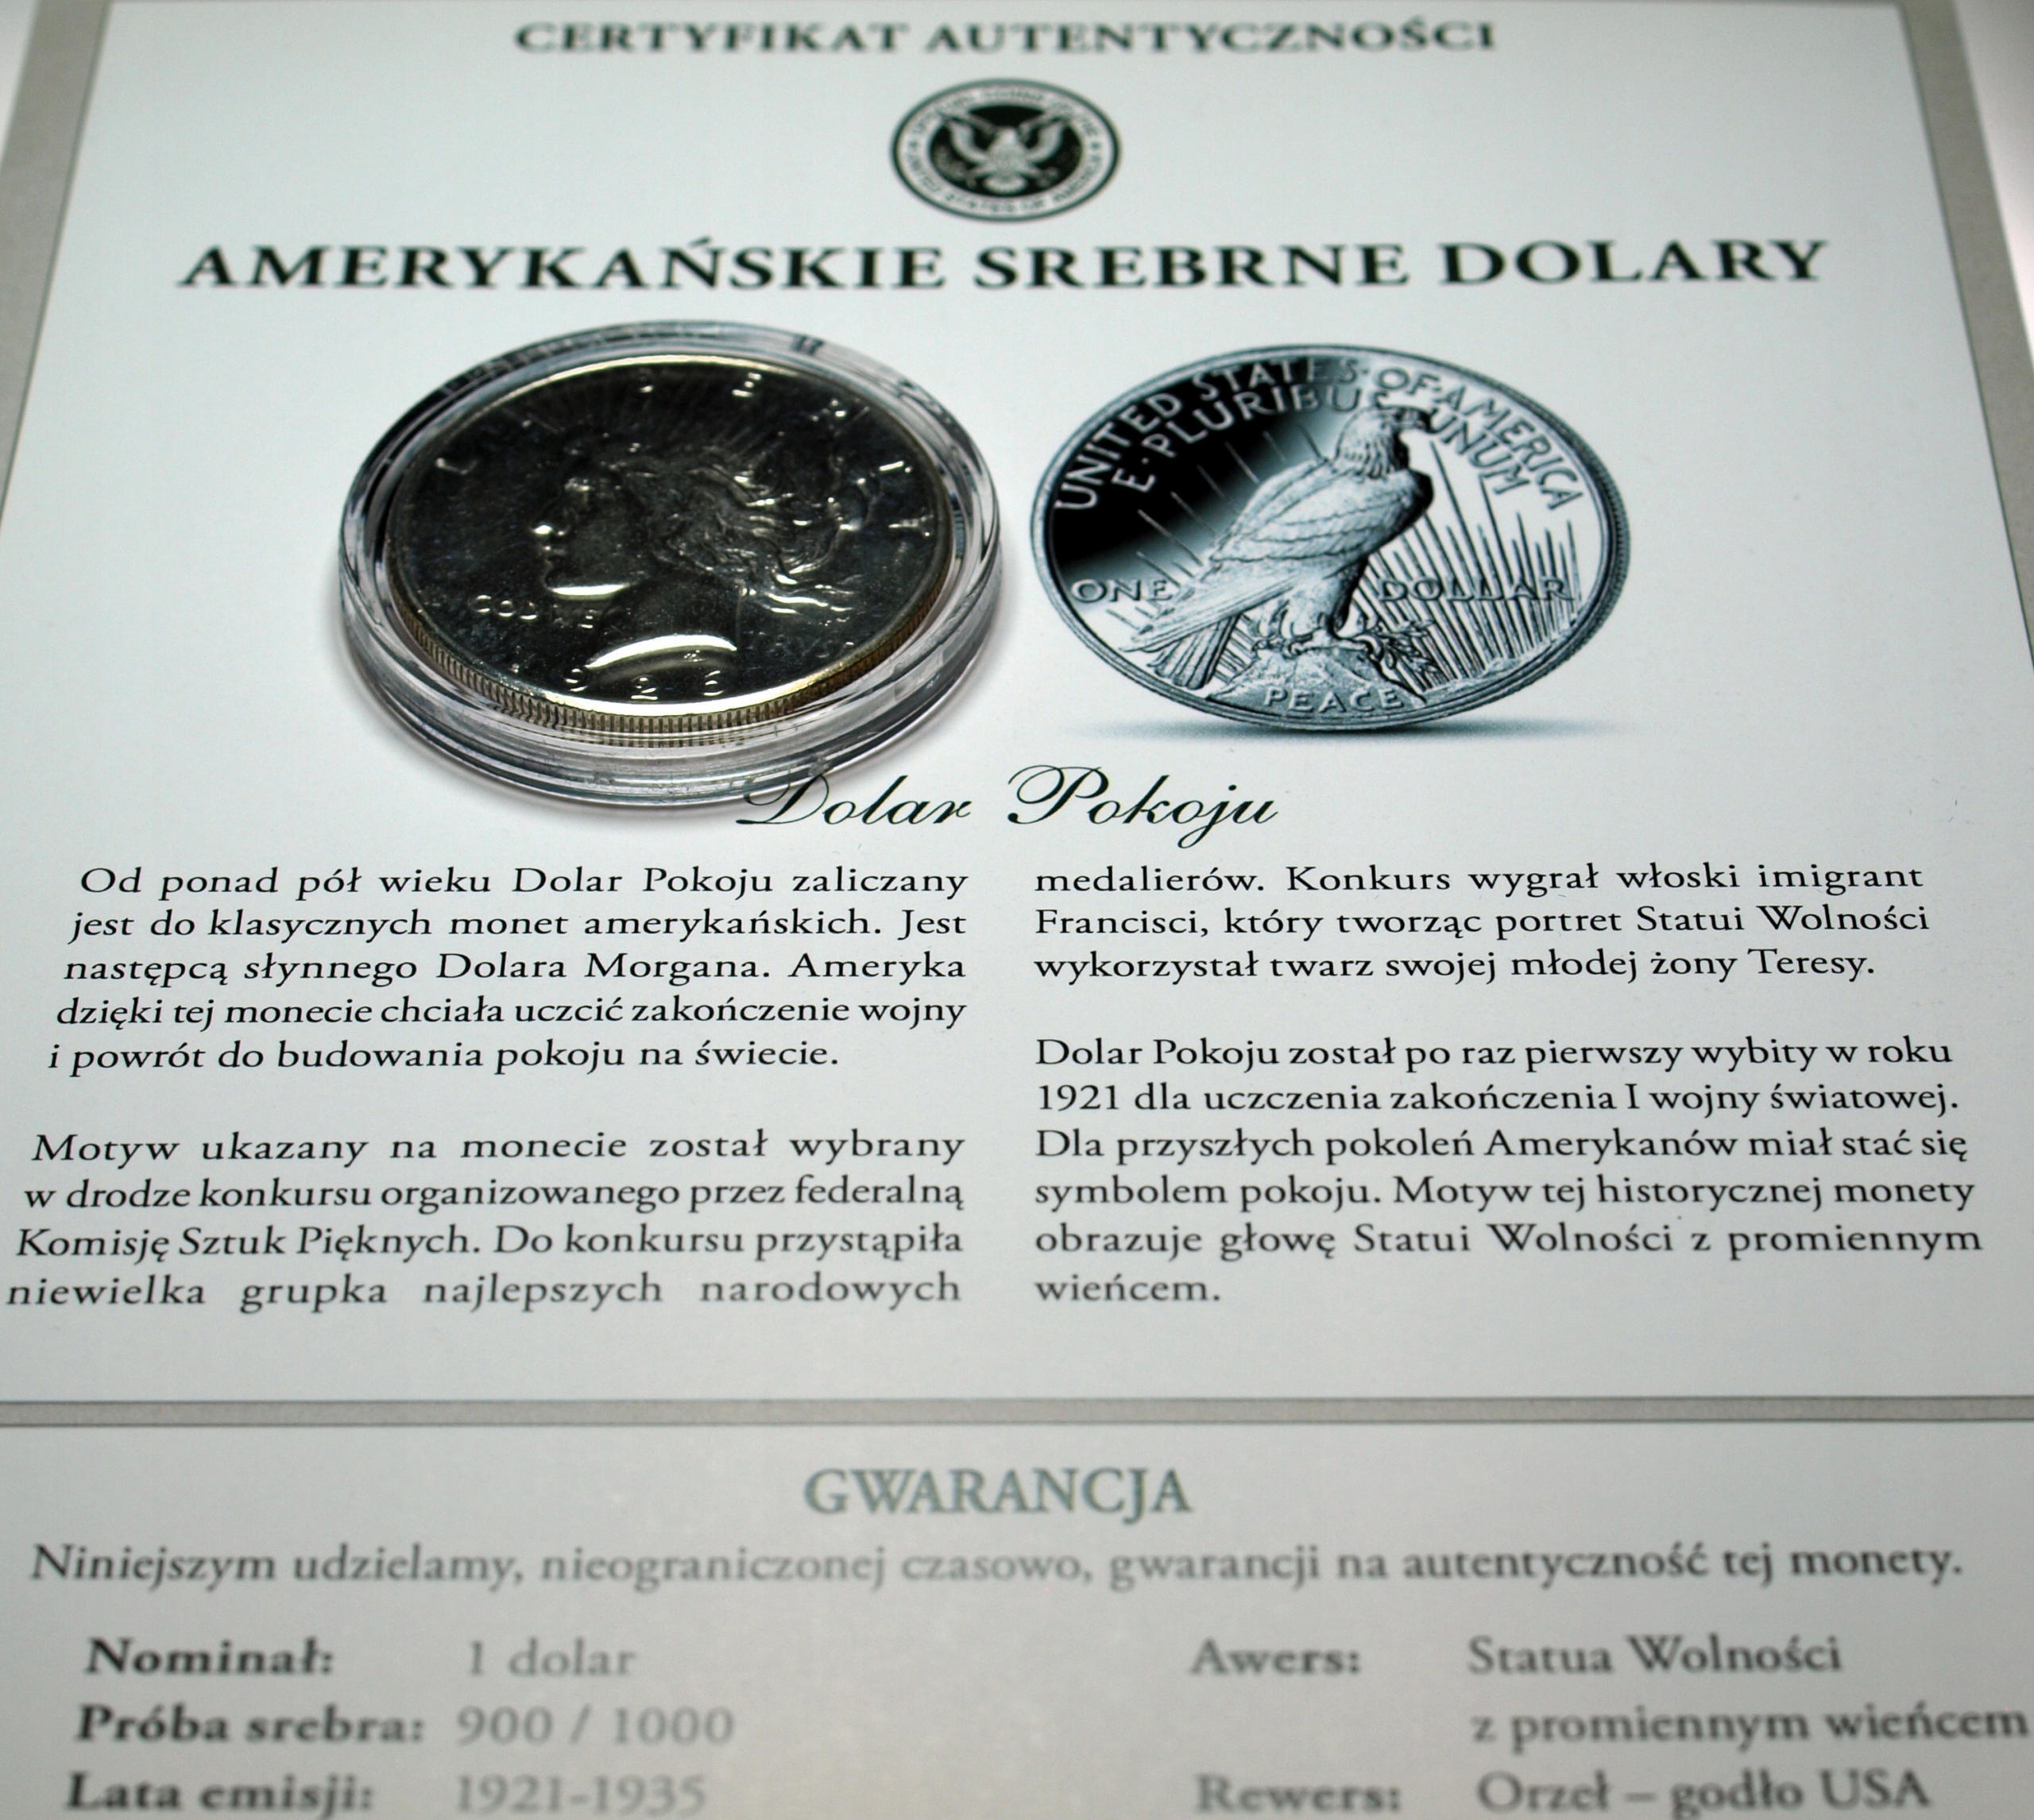 CERTYFIKAT AUTENTYCZNOŚCI
AMERYKAŃSKIE SREBRNE DOLARY
L I B E R T Y
GOD WE
1926
UNITED STATES OF AMERICA
E·PLURIBUS UNUM
ONE DOLLAR
PEACE
Dolar Pokoju
Od ponad pół wieku Dolar Pokoju zaliczany
jest do klasycznych monet amerykańskich. Jest
następcą słynnego Dolara Morgana. Ameryka
dzięki tej monecie chciała uczcić zakończenie wojny
i powrót do budowania pokoju na świecie.
Motyw ukazany na monecie został wybrany
w drodze konkursu organizowanego przez federalną
Komisję Sztuk Pięknych. Do konkursu przystąpiła
niewielka grupka najlepszych narodowych
medalierów. Konkurs wygrał włoski imigrant
Francisci, który tworząc portret Statui Wolności
wykorzystał twarz swojej młodej żony Teresy.
Dolar Pokoju został po raz pierwszy wybity w roku
1921 dla uczczenia zakończenia I wojny światowej.
Dla przyszłych pokoleń Amerykanów miał stać się
symbolem pokoju. Motyw tej historycznej monety
obrazuje głowę Statui Wolności z promiennym
wieńcem.
GWARANCJA
Niniejszym udzielamy, nieograniczonej czasowo, gwarancji na autentyczność tej monety.
Nominał: 1 dolar
Próba srebra: 900 / 1000
Lata emisji: 1921-1935
Awers: Statua Wolności
z promiennym wieńcem
Rewers: Orzeł – godło USA